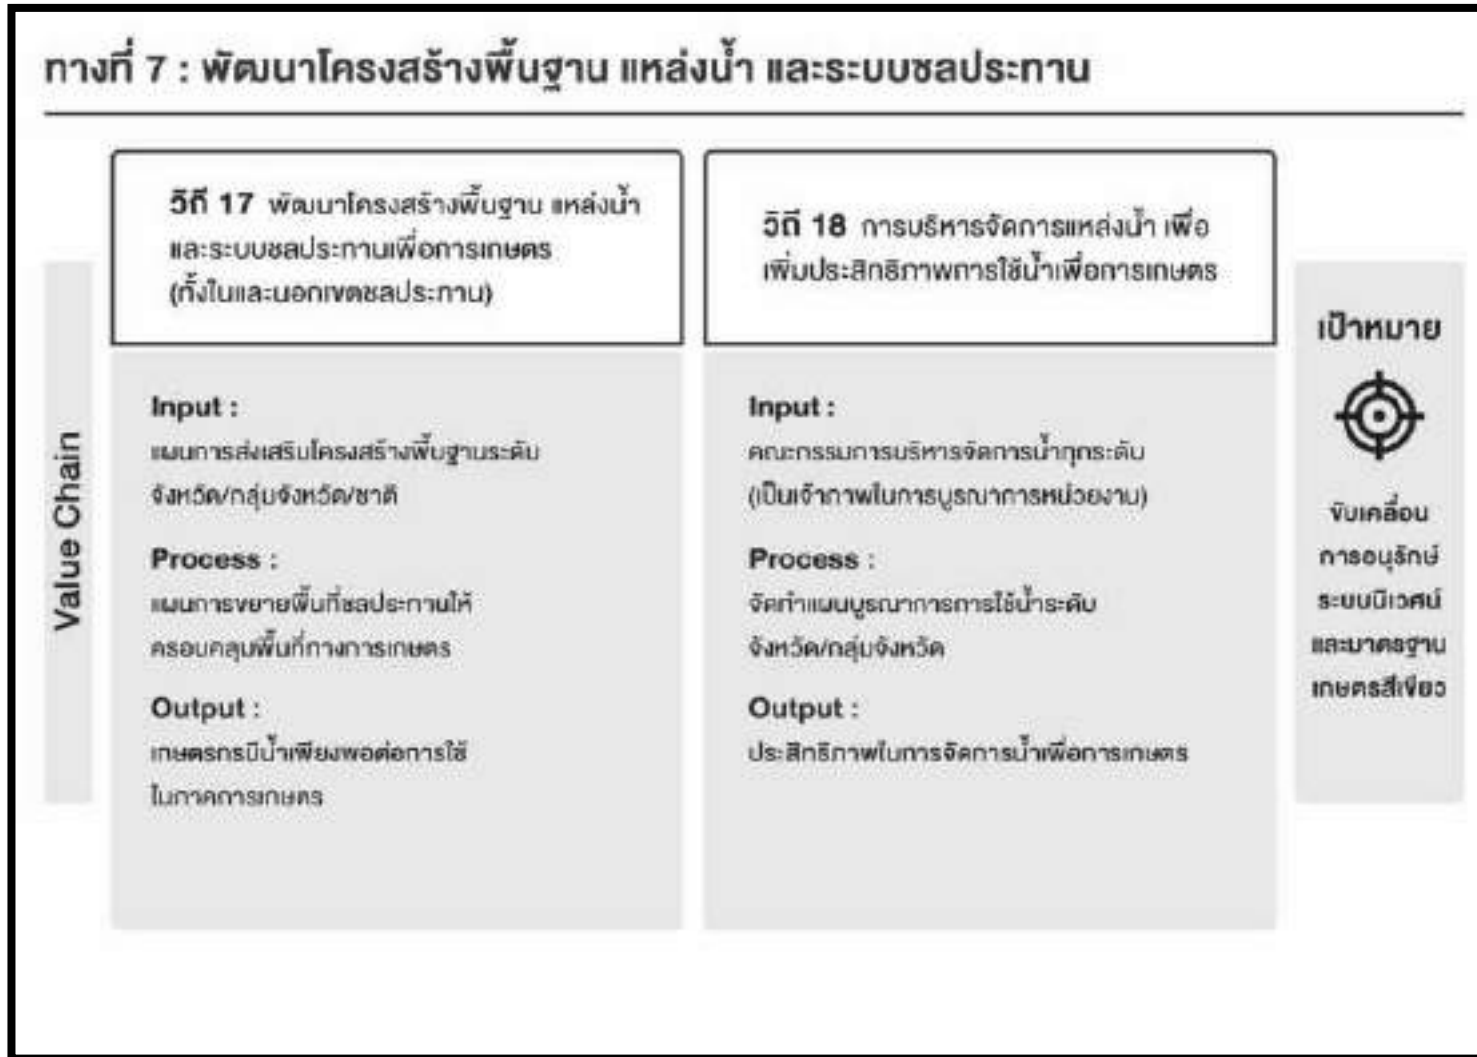 ทางที่ 7 : พัฒนาโครงสร้างพื้นฐาน แหล่งน้ำ และระบบชลประทาน
Value Chain
วิถี 17 พัฒนาโครงสร้างพื้นฐาน แหล่งน้ำ
และระบบชลประทานเพื่อการเกษตร
(ทั้งในและนอกเขตชลประทาน)
Input :
แผนการส่งเสริมโครงสร้างพื้นฐานระดับ
จังหวัด/กลุ่มจังหวัด/ชาติ
Process :
แผนการขยายพื้นที่ชลประทานให้
ครอบคลุมพื้นที่ทางการเกษตร
Output :
เกษตรกรมีน้ำเพียงพอต่อการใช้
ในภาคการเกษตร
วิถี 18 การบริหารจัดการแหล่งน้ำ เพื่อ
เพิ่มประสิทธิภาพการใช้น้ำเพื่อการเกษตร
Input :
คณะกรรมการบริหารจัดการน้ำทุกระดับ
(เป็นเจ้าภาพในการบูรณาการหน่วยงาน)
Process :
จัดทำแผนบูรณาการการใช้น้ำระดับ
จังหวัด/กลุ่มจังหวัด
Output :
ประสิทธิภาพในการจัดการน้ำเพื่อการเกษตร
เป้าหมาย
ขับเคลื่อน
การอนุรักษ์
ระบบนิเวศน์
และมาตรฐาน
เกษตรสีเขียว